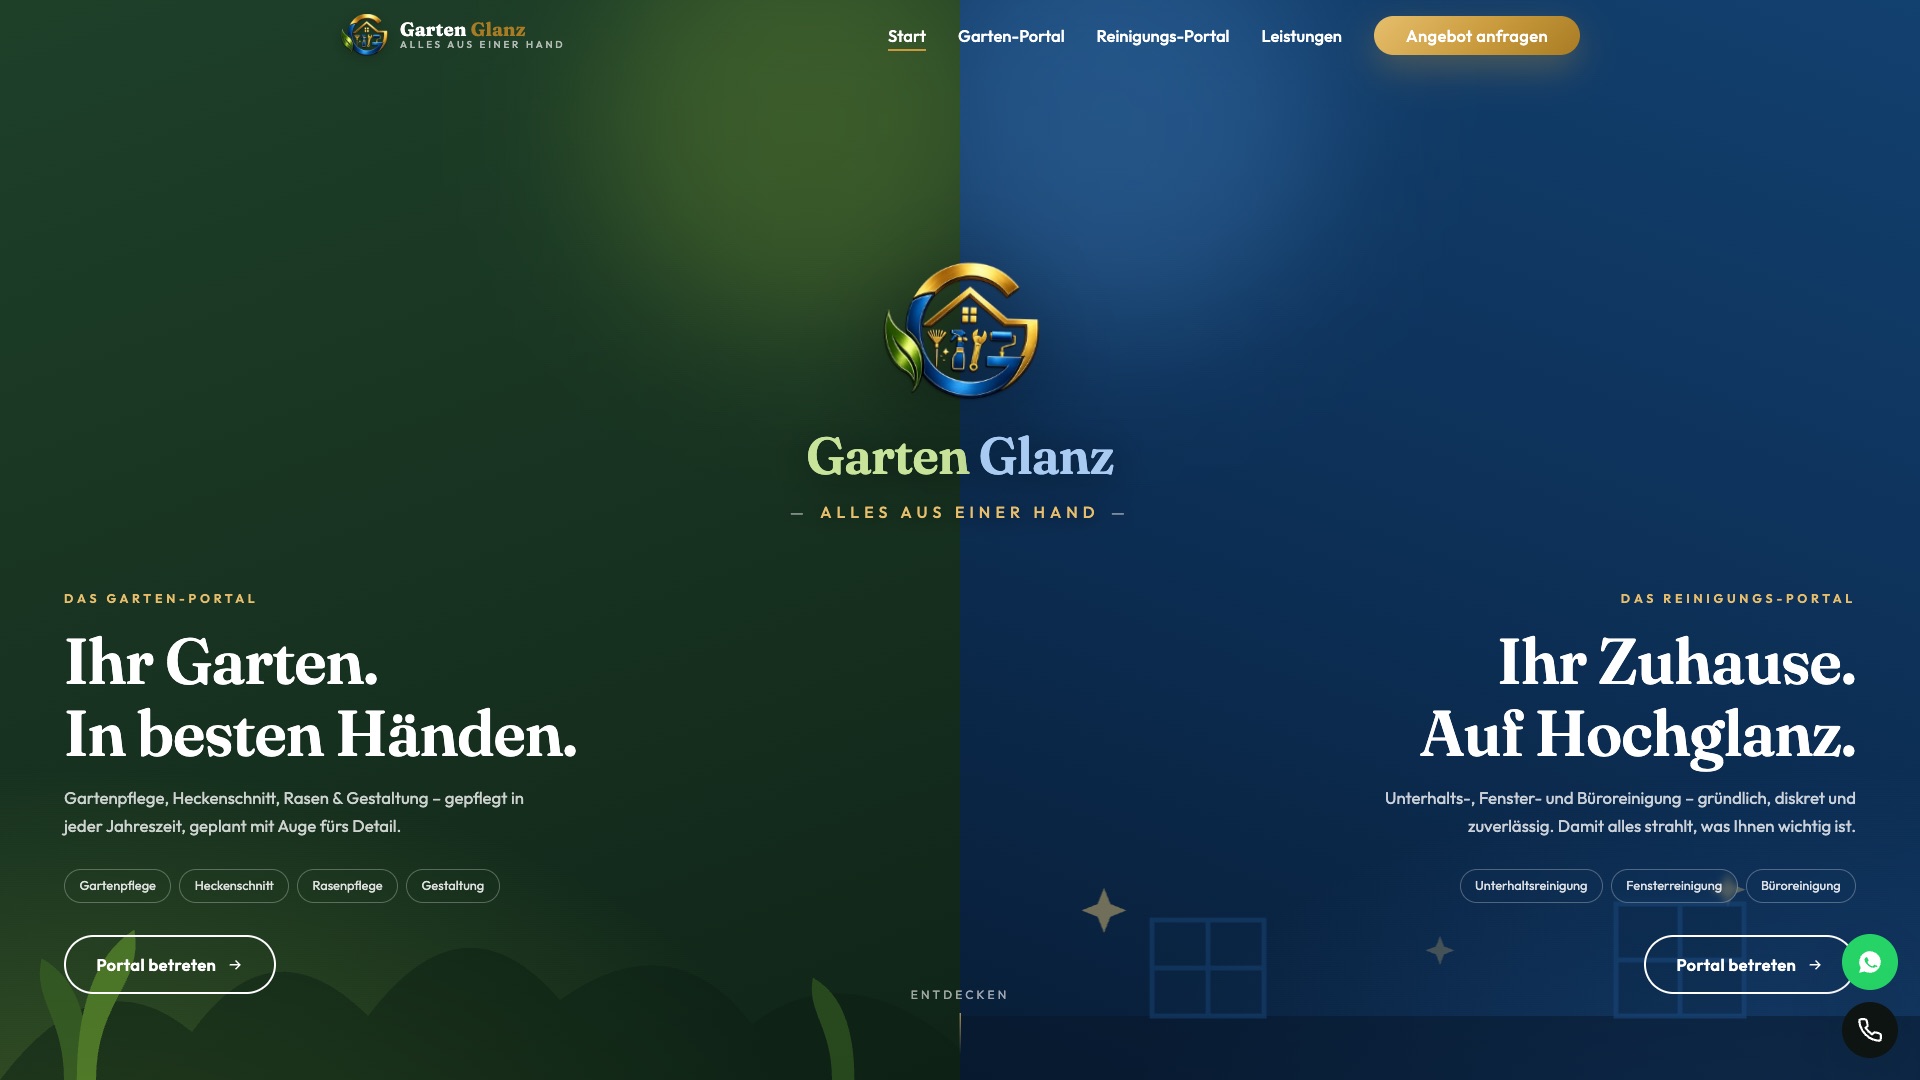 Garten Glanz
ALLES AUS EINER HAND
Start
Garten-Portal
Reinigungs-Portal
Leistungen
Angebot anfragen
Garten Glanz
— ALLES AUS EINER HAND —
DAS GARTEN-PORTAL
Ihr Garten.
In besten Händen.
Gartenpflege, Heckenschnitt, Rasen & Gestaltung – gepflegt in
jeder Jahreszeit, geplant mit Auge fürs Detail.
Gartenpflege
Heckenschnitt
Rasenpflege
Gestaltung
Portal betreten →
DAS REINIGUNGS-PORTAL
Ihr Zuhause.
Auf Hochglanz.
Unterhalts-, Fenster- und Büroreinigung – gründlich, diskret und
zuverlässig. Damit alles strahlt, was Ihnen wichtig ist.
Unterhaltsreinigung
Fensterreinigung
Büroreinigung
Portal betreten →
ENTDECKEN